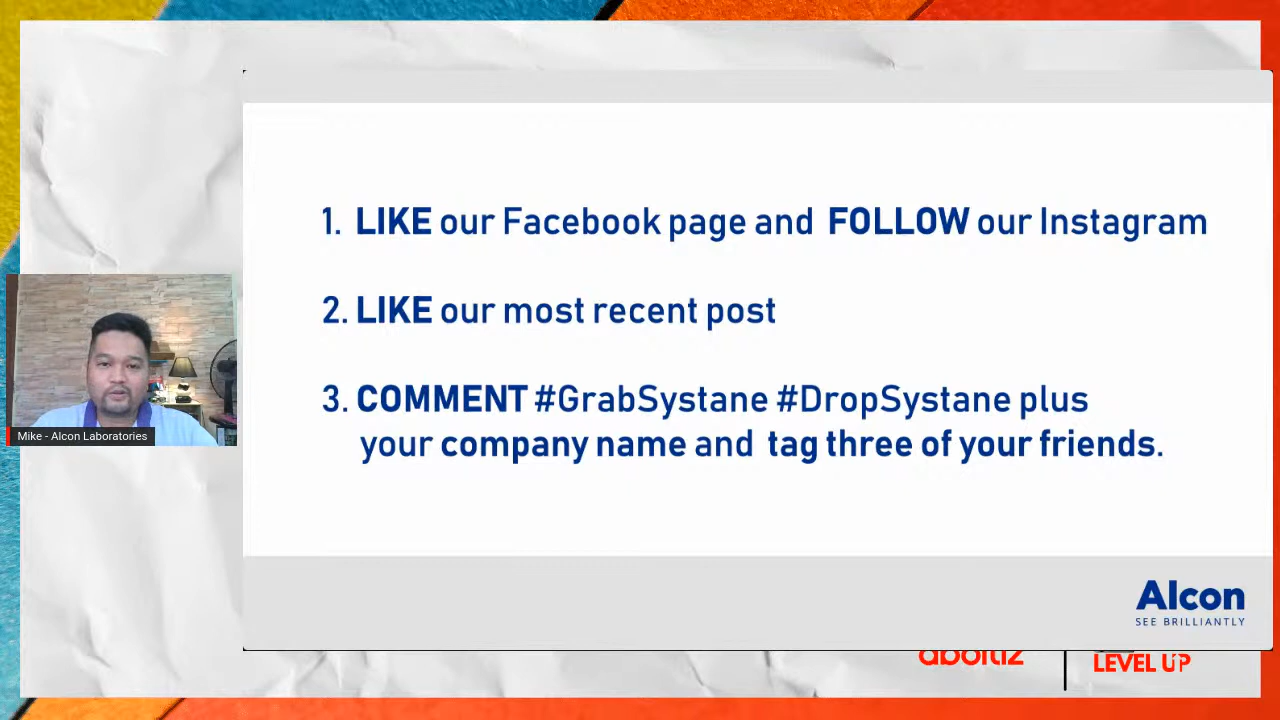 1. LIKE our Facebook page and FOLLOW our Instagram
2. LIKE our most recent post
3. COMMENT #GrabSystane #DropSystane plus
your company name and tag three of your friends.
Mike - Alcon Laboratories
Alcon
SEE BRILLIANTLY
aboitiz
LEVEL UP